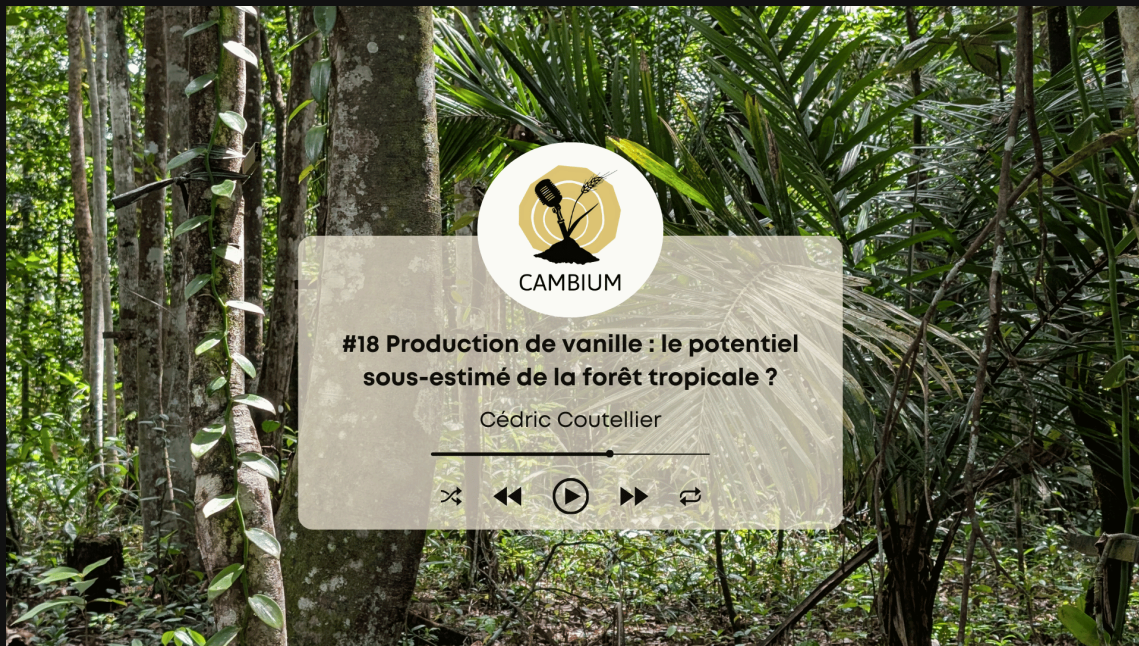 CAMBIUM
#18 Production de vanille : le potentiel
sous-estimé de la forêt tropicale ?
Cédric Coutellier